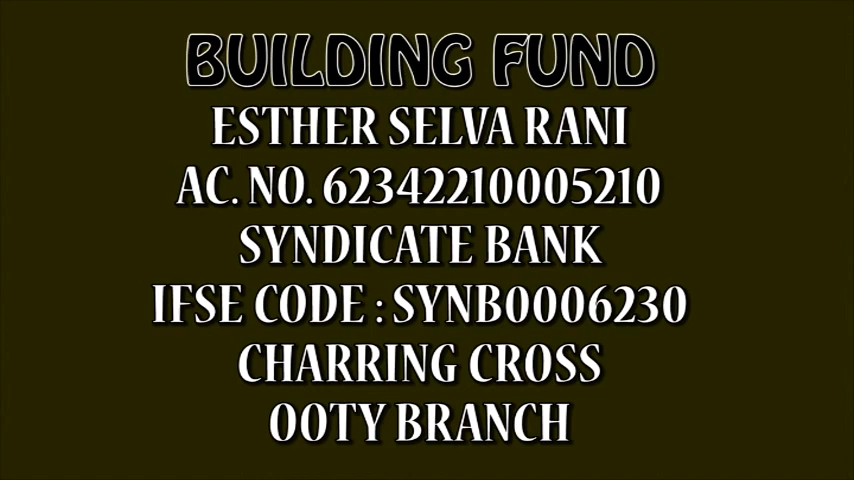 BUILDING FUND
ESTHER SELVA RANI
AC. NO. 62342210005210
SYNDICATE BANK
IFSE CODE : SYNB0006230
CHARRING CROSS
OOTY BRANCH